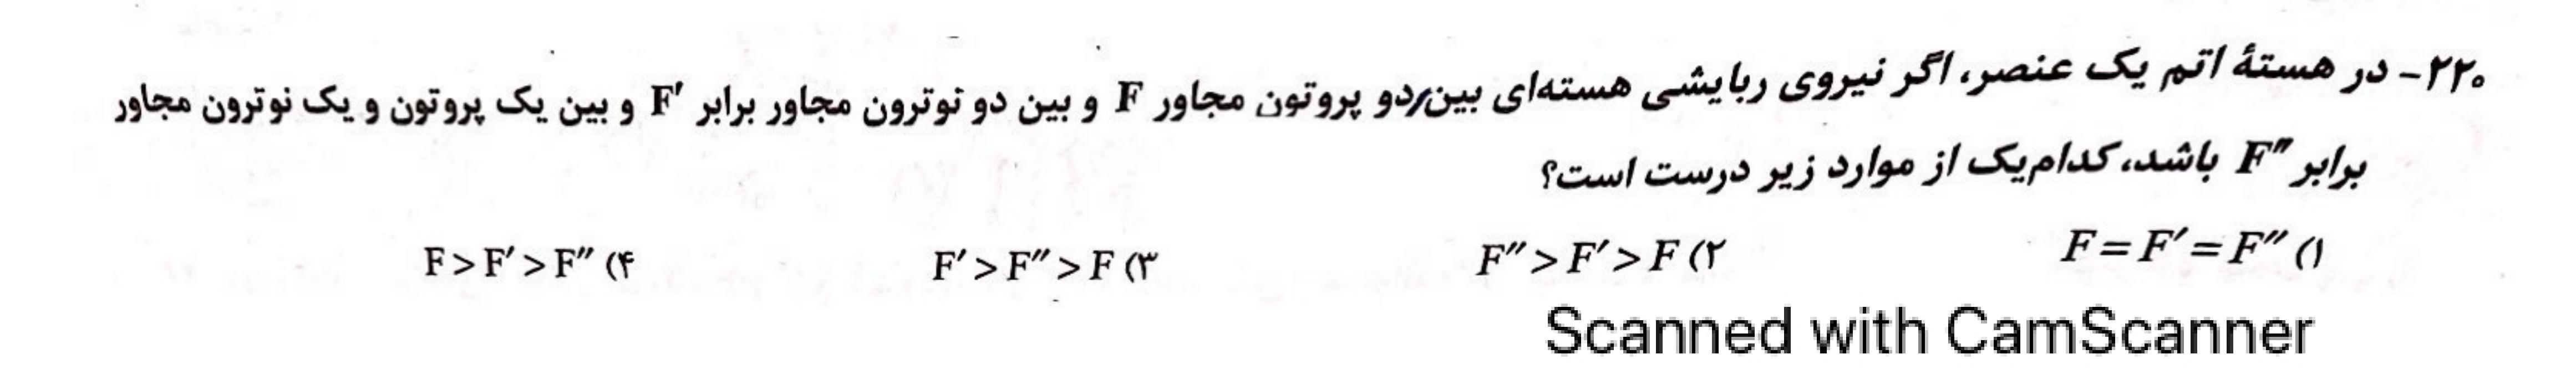 ۲۲۰- در هستهٔ اتم یک عنصر، اگر نیروی ربایشی هسته‌ای بین دو پروتون مجاور F و بین دو نوترون مجاور برابر F′ و بین یک پروتون و یک نوترون مجاور
برابر F″ باشد، کدام‌یک از موارد زیر درست است؟
۱) F = F′ = F″ ۲) F″ > F′ > F ۳) F′ > F″ > F ۴) F > F′ > F″
Scanned with CamScanner